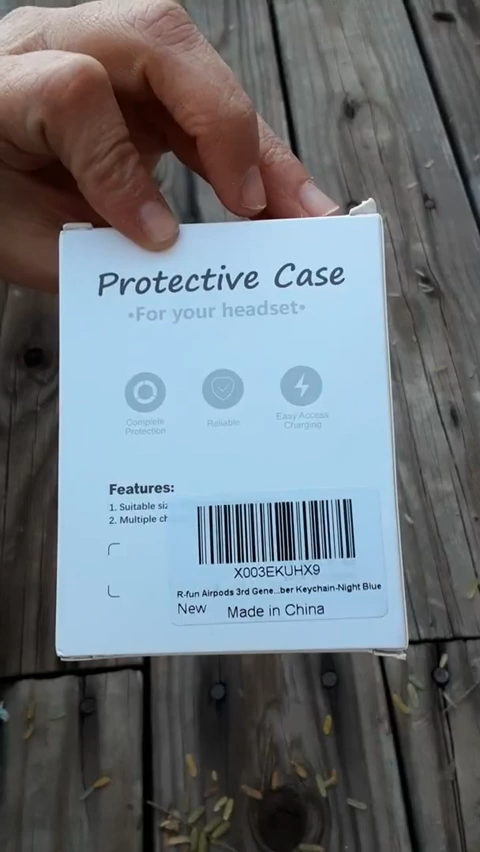 Protective Case
•For your headset•
Complete Protection
Reliable
Easy Access Charging
Features:
1. Suitable siz
2. Multiple ch
X003EKUHX9
R-fun Airpods 3rd Gene...ber Keychain-Night Blue
New
Made in China